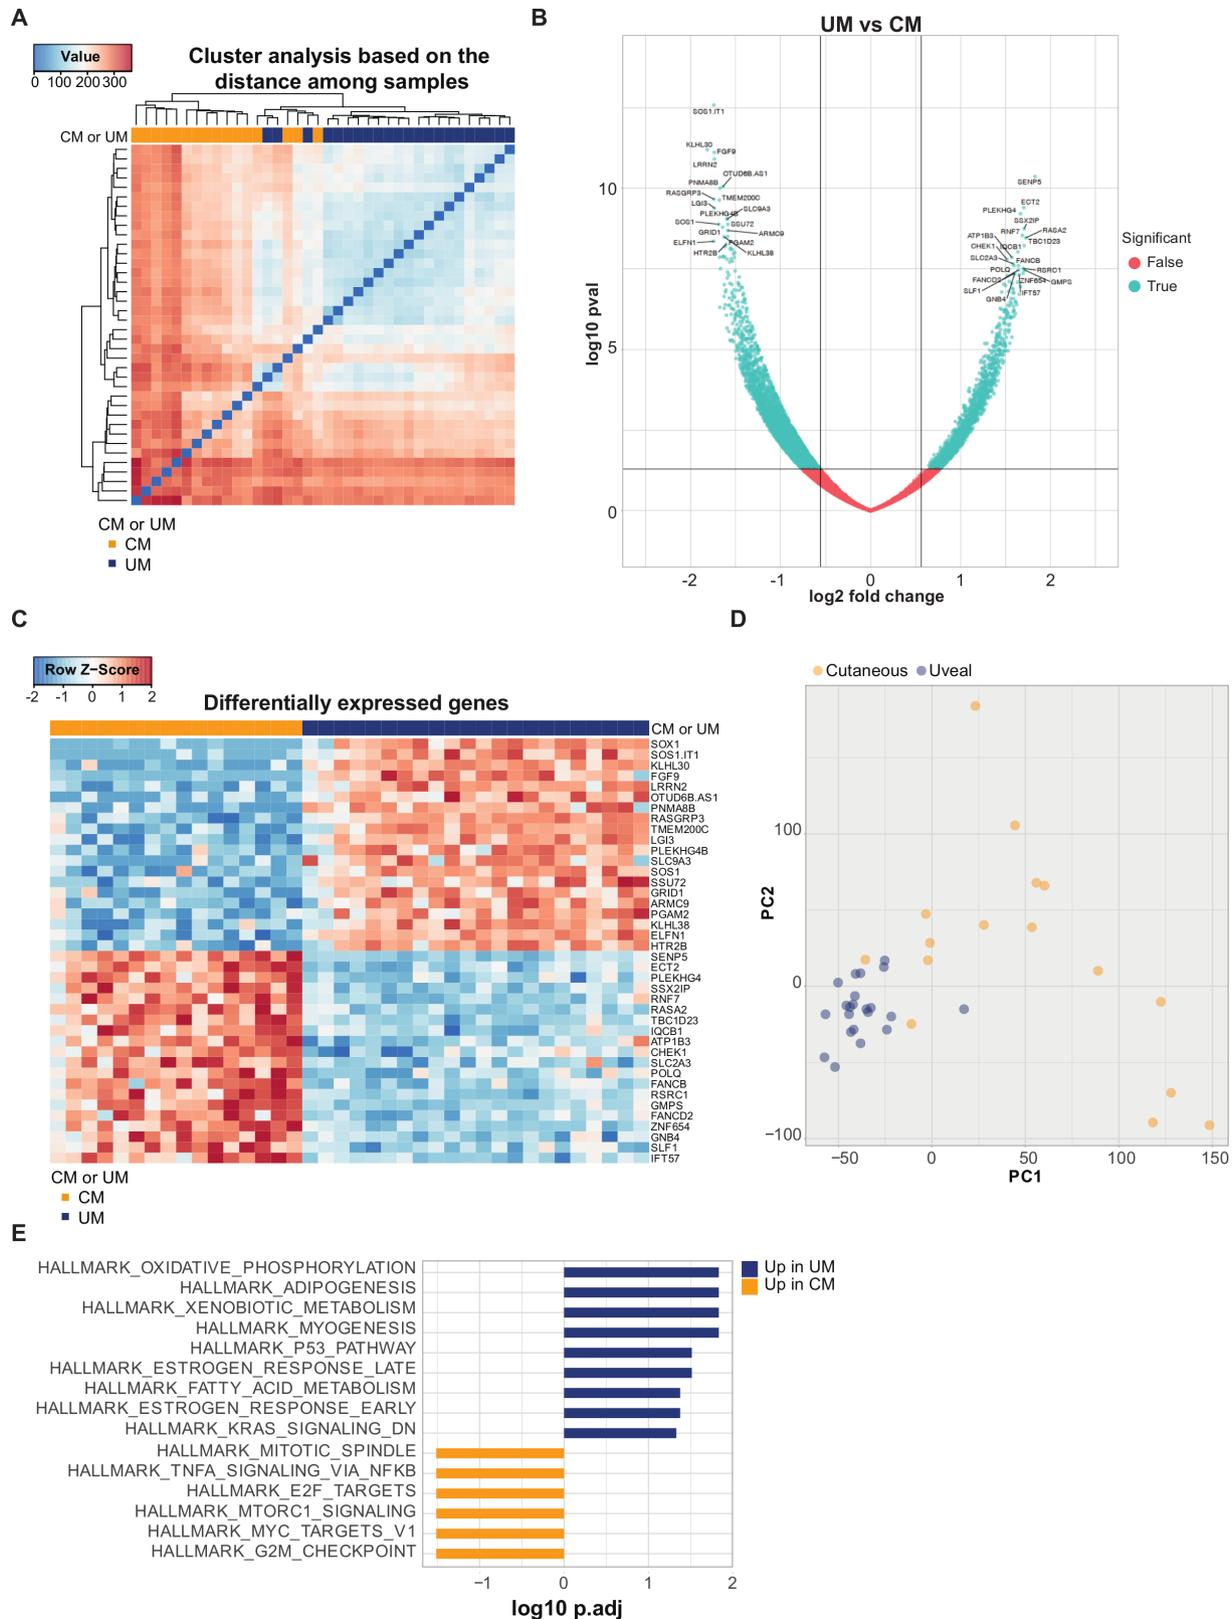 A
Value
0 100 200 300
Cluster analysis based on the
distance among samples
CM or UM
CM or UM
CM
UM
B
UM vs CM
SOS1.IT1
KLHL30
FGF9
LRRN2
OTUD6B.AS1
PNMA8B
RASGRP3
TMEM200C
LGI3
SLC9A3
PLEKHG4B
SOS1
SSU72
GRID1
ARMC9
ELFN1
PGAM2
HTR2B
KLHL38
SENP5
ECT2
PLEKHG4
SSX2IP
RNF7
RASA2
ATP1B3
TBC1D23
CHEK1
IQCB1
SLC2A3
FANCB
POLQ
RSRC1
FANCD2
ZNF654
GMPS
SLF1
IFT57
GNB4
10
5
0
log10 pval
-2 -1 0 1 2
log2 fold change
Significant
False
True
C
Row Z−Score
-2 -1 0 1 2
Differentially expressed genes
CM or UM
SOX1
SOS1.IT1
KLHL30
FGF9
LRRN2
OTUD6B.AS1
PNMA8B
RASGRP3
TMEM200C
LGI3
PLEKHG4B
SLC9A3
SOS1
SSU72
GRID1
ARMC9
PGAM2
KLHL38
ELFN1
HTR2B
SENP5
ECT2
PLEKHG4
SSX2IP
RNF7
RASA2
TBC1D23
IQCB1
ATP1B3
CHEK1
SLC2A3
POLQ
FANCB
RSRC1
GMPS
FANCD2
ZNF654
GNB4
SLF1
IFT57
CM or UM
CM
UM
D
Cutaneous Uveal
100
0
−100
PC2
−50 0 50 100 150
PC1
E
HALLMARK_OXIDATIVE_PHOSPHORYLATION
HALLMARK_ADIPOGENESIS
HALLMARK_XENOBIOTIC_METABOLISM
HALLMARK_MYOGENESIS
HALLMARK_P53_PATHWAY
HALLMARK_ESTROGEN_RESPONSE_LATE
HALLMARK_FATTY_ACID_METABOLISM
HALLMARK_ESTROGEN_RESPONSE_EARLY
HALLMARK_KRAS_SIGNALING_DN
HALLMARK_MITOTIC_SPINDLE
HALLMARK_TNFA_SIGNALING_VIA_NFKB
HALLMARK_E2F_TARGETS
HALLMARK_MTORC1_SIGNALING
HALLMARK_MYC_TARGETS_V1
HALLMARK_G2M_CHECKPOINT
−1 0 1 2
log10 p.adj
Up in UM
Up in CM